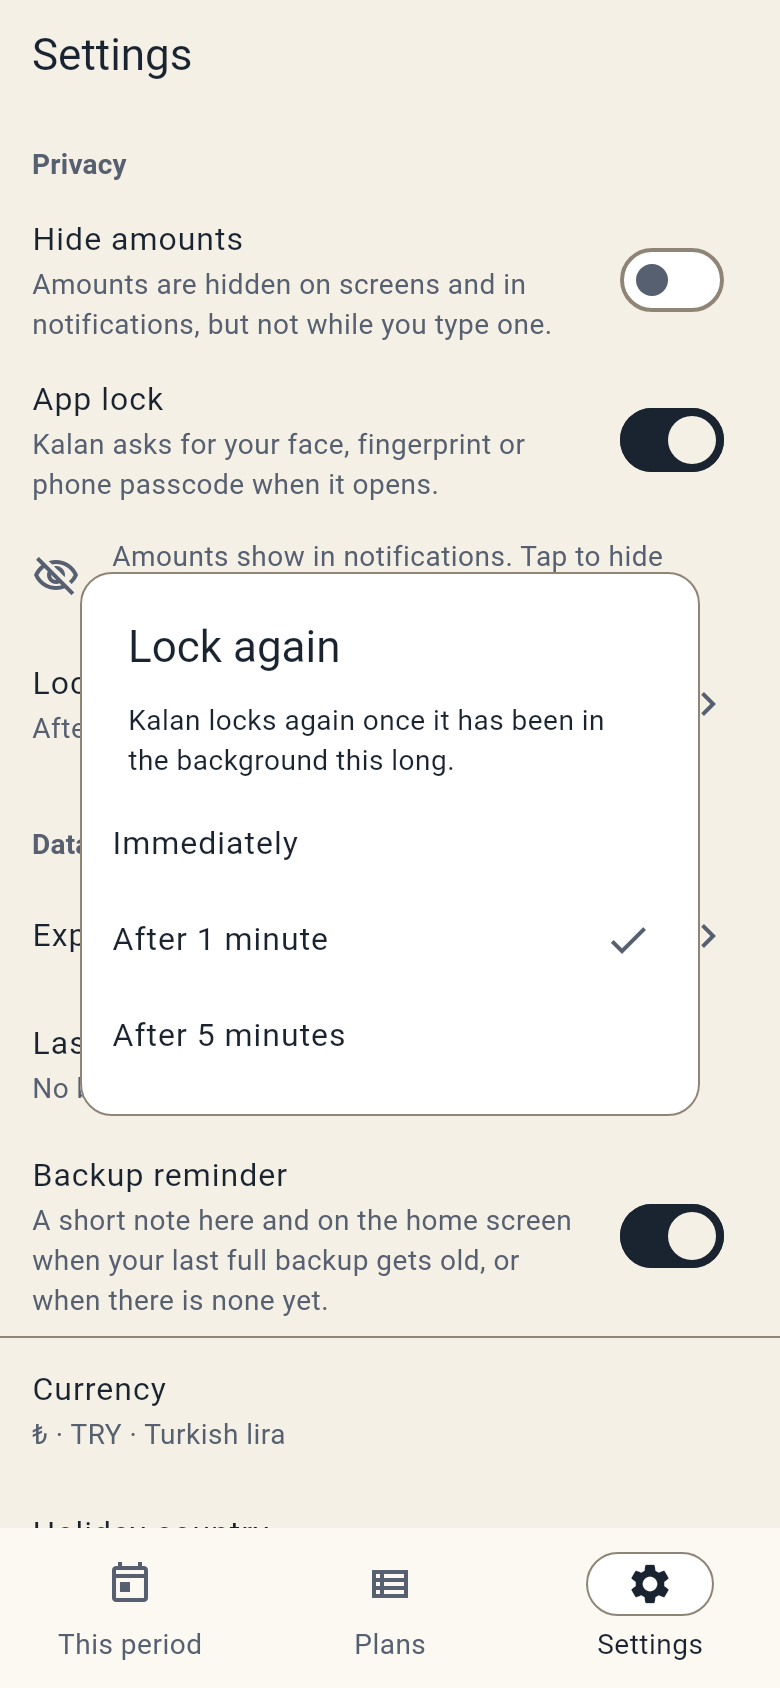 Settings
Privacy
Hide amounts
Amounts are hidden on screens and in
notifications, but not while you type one.
App lock
Kalan asks for your face, fingerprint or
phone passcode when it opens.
Amounts show in notifications. Tap to hide
Lock again
Kalan locks again once it has been in
the background this long.
Immediately
After 1 minute
After 5 minutes
No
Backup reminder
A short note here and on the home screen
when your last full backup gets old, or
when there is none yet.
Currency
₺ · TRY · Turkish lira
Holiday country
This period
Plans
Settings